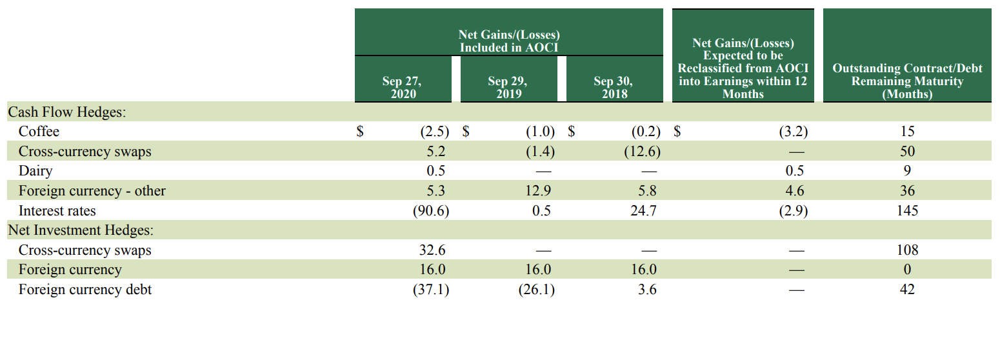 Net Gains/(Losses)
Included in AOCI
Net Gains/(Losses)
Expected to be
Reclassified from AOCI
into Earnings within 12
Months
Outstanding Contract/Debt
Remaining Maturity
(Months)
Sep 27,
2020
Sep 29,
2019
Sep 30,
2018
Cash Flow Hedges:
Coffee $ (2.5) $ (1.0) $ (0.2) $ (3.2) 15
Cross-currency swaps 5.2 (1.4) (12.6) — 50
Dairy 0.5 — — 0.5 9
Foreign currency - other 5.3 12.9 5.8 4.6 36
Interest rates (90.6) 0.5 24.7 (2.9) 145
Net Investment Hedges:
Cross-currency swaps 32.6 — — — 108
Foreign currency 16.0 16.0 16.0 — 0
Foreign currency debt (37.1) (26.1) 3.6 — 42